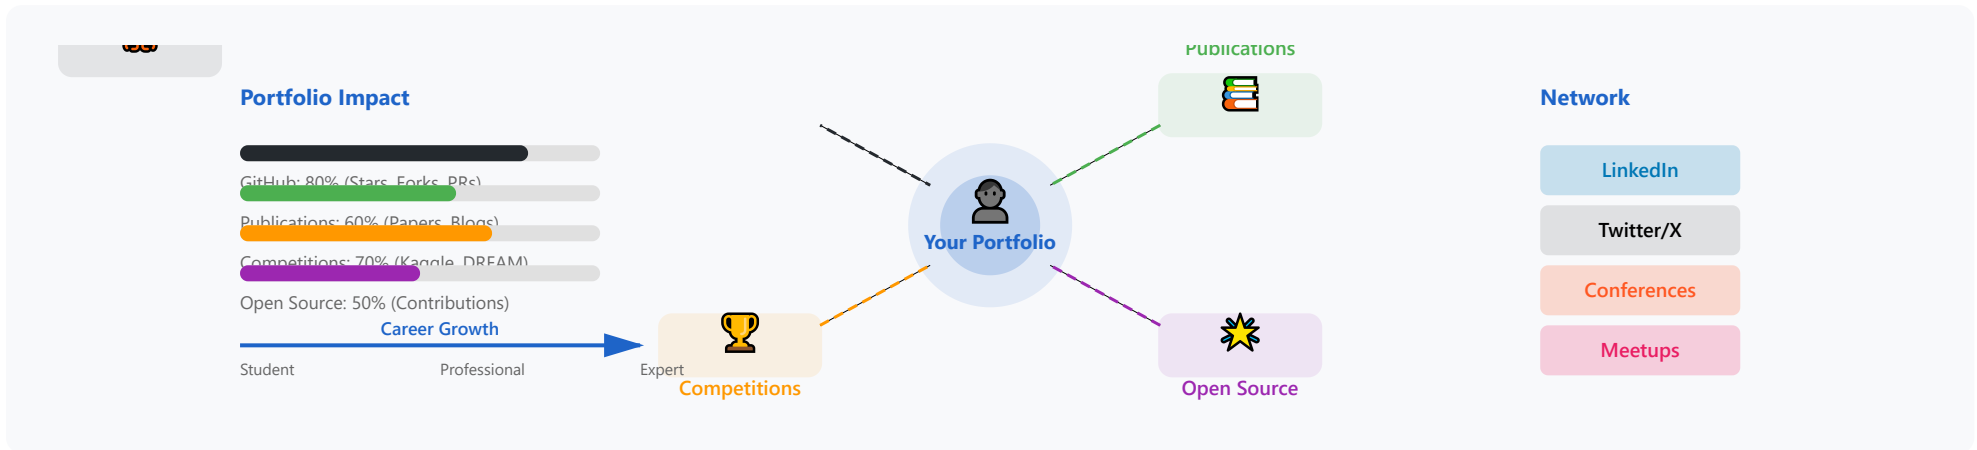 Publications
Portfolio Impact
GitHub: 80% (Stars, Forks, PRs)
Publications: 60% (Papers, Blogs)
Competitions: 70% (Kaggle, DREAM)
Open Source: 50% (Contributions)
Career Growth
Student
Professional
Expert
Your Portfolio
Competitions
Open Source
Network
LinkedIn
Twitter/X
Conferences
Meetups